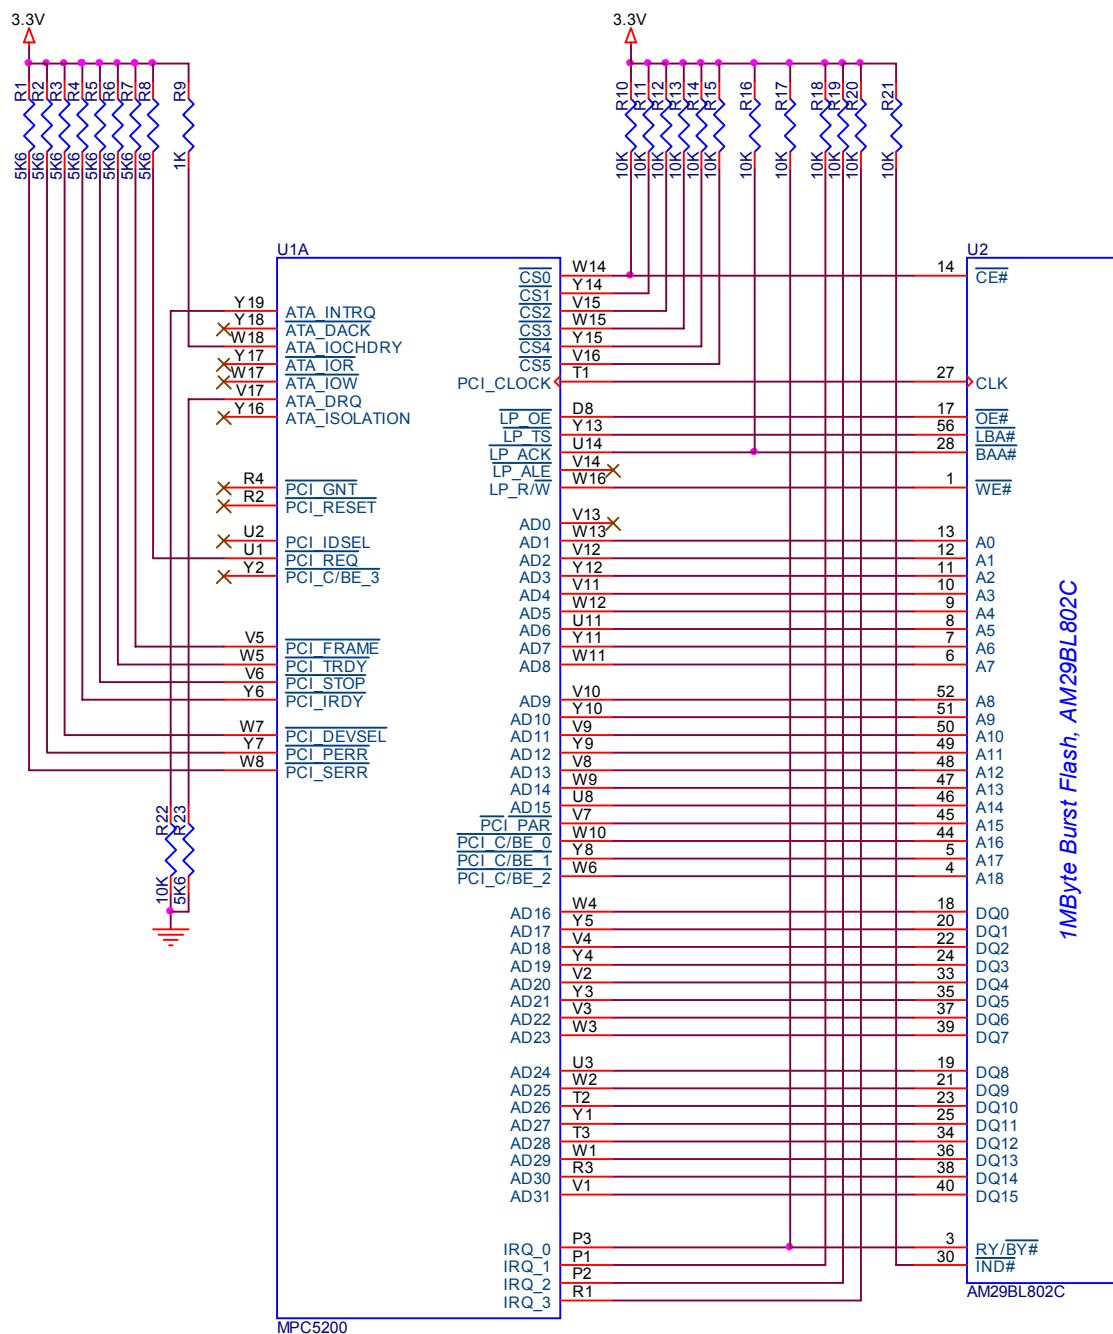 3.3V
3.3V
R1
R2
R3
R4
R5
R6
R7
R8
R9
R10
R11
R12
R13
R14
R15
R16
R17
R18
R19
R20
R21
5K6
5K6
5K6
5K6
5K6
5K6
5K6
5K6
1K
10K
10K
10K
10K
10K
10K
10K
10K
10K
10K
10K
10K
U1A
Y19 ATA_INTRQ
Y18 ATA_DACK
W18 ATA_IOCHDRY
Y17 ATA_IOR
W17 ATA_IOW
V17 ATA_DRQ
Y16 ATA_ISOLATION
R4 PCI_GNT
R2 PCI_RESET
U2 PCI_IDSEL
U1 PCI_REQ
Y2 PCI_C/BE_3
V5 PCI_FRAME
W5 PCI_TRDY
V6 PCI_STOP
Y6 PCI_IRDY
W7 PCI_DEVSEL
Y7 PCI_PERR
W8 PCI_SERR
R22
R23
10K
5K6
CS0 W14
CS1 Y14
CS2 V15
CS3 W15
CS4 Y15
CS5 V16
PCI_CLOCK T1
LP_OE D8
LP_TS Y13
LP_ACK U14
LP_ALE V14
LP_R/W W16
AD0 V13
AD1 W13
AD2 V12
AD3 Y12
AD4 V11
AD5 W12
AD6 U11
AD7 Y11
AD8 W11
AD9 V10
AD10 Y10
AD11 V9
AD12 Y9
AD13 V8
AD14 W9
AD15 U8
PCI_PAR V7
PCI_C/BE_0 W10
PCI_C/BE_1 Y8
PCI_C/BE_2 W6
AD16 W4
AD17 Y5
AD18 V4
AD19 Y4
AD20 V2
AD21 Y3
AD22 V3
AD23 W3
AD24 U3
AD25 W2
AD26 T2
AD27 Y1
AD28 T3
AD29 W1
AD30 R3
AD31 V1
IRQ_0 P3
IRQ_1 P1
IRQ_2 P2
IRQ_3 R1
MPC5200
U2
14 CE#
27 CLK
17 OE#
56 LBA#
28 BAA#
1 WE#
13 A0
12 A1
11 A2
10 A3
9 A4
8 A5
7 A6
6 A7
52 A8
51 A9
50 A10
49 A11
48 A12
47 A13
46 A14
45 A15
44 A16
5 A17
4 A18
18 DQ0
20 DQ1
22 DQ2
24 DQ3
33 DQ4
35 DQ5
37 DQ6
39 DQ7
19 DQ8
21 DQ9
23 DQ10
25 DQ11
34 DQ12
36 DQ13
38 DQ14
40 DQ15
3 RY/BY#
30 IND#
AM29BL802C
1MByte Burst Flash, AM29BL802C